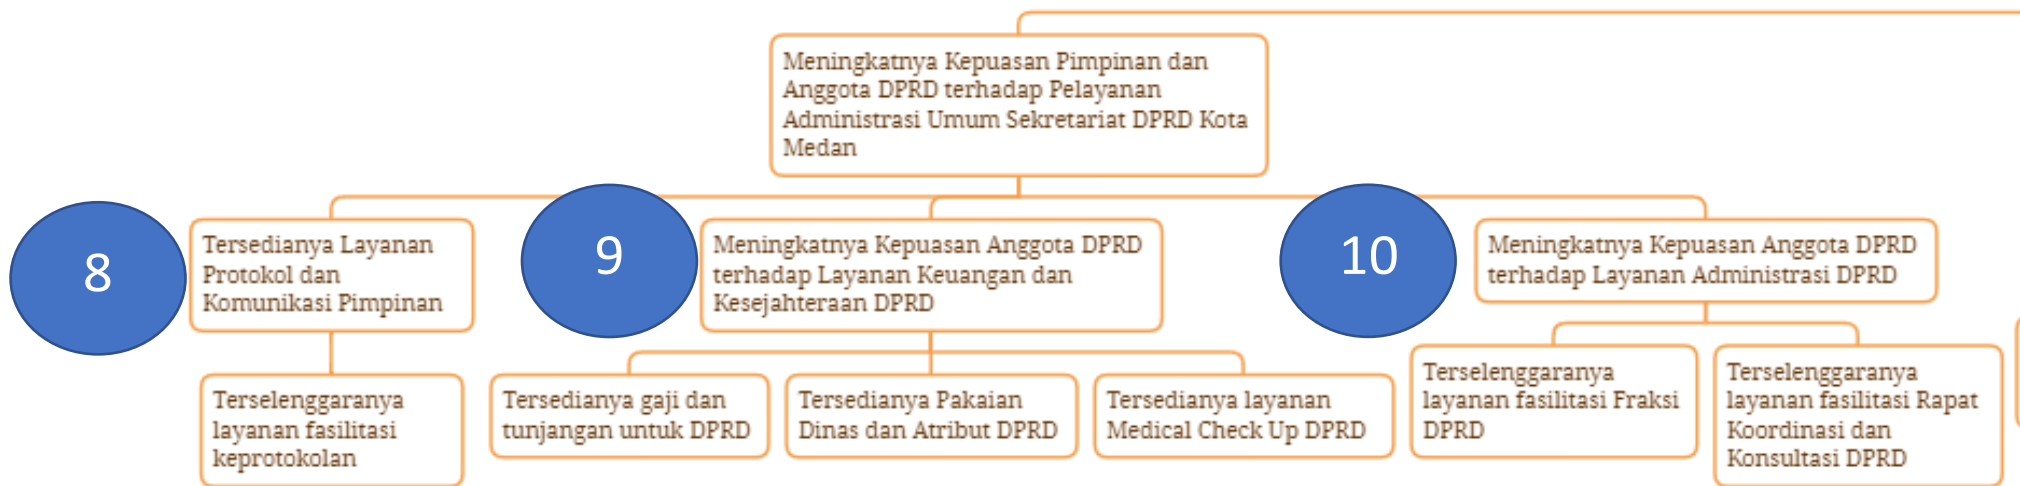 Meningkatnya Kepuasan Pimpinan dan
Anggota DPRD terhadap Pelayanan
Administrasi Umum Sekretariat DPRD Kota
Medan
8
Tersedianya Layanan
Protokol dan
Komunikasi Pimpinan
9
Meningkatnya Kepuasan Anggota DPRD
terhadap Layanan Keuangan dan
Kesejahteraan DPRD
10
Meningkatnya Kepuasan Anggota DPRD
terhadap Layanan Administrasi DPRD
Terselenggaranya
layanan fasilitasi
keprotokolan
Tersedianya gaji dan
tunjangan untuk DPRD
Tersedianya Pakaian
Dinas dan Atribut DPRD
Tersedianya layanan
Medical Check Up DPRD
Terselenggaranya
layanan fasilitasi Fraksi
DPRD
Terselenggaranya
layanan fasilitasi Rapat
Koordinasi dan
Konsultasi DPRD